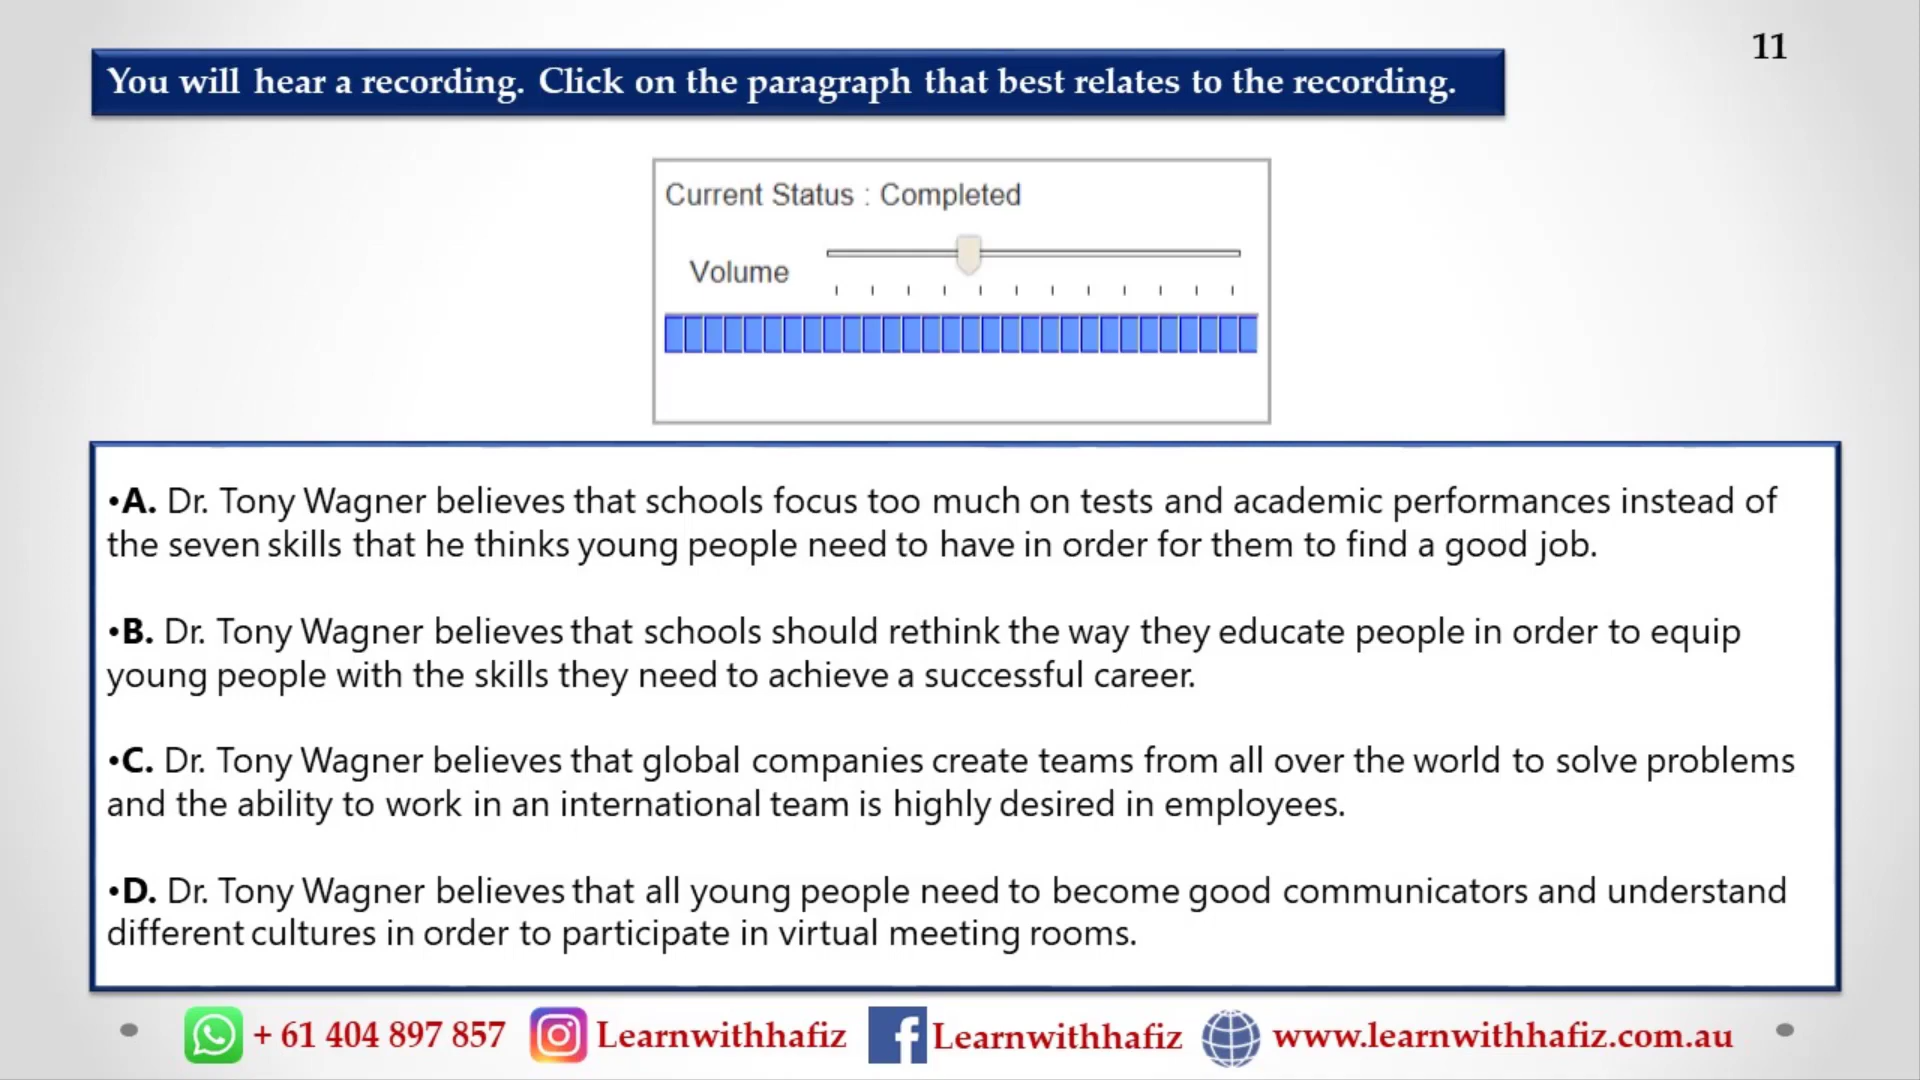 11
You will hear a recording. Click on the paragraph that best relates to the recording.
Current Status : Completed
Volume
•A. Dr. Tony Wagner believes that schools focus too much on tests and academic performances instead of
the seven skills that he thinks young people need to have in order for them to find a good job.
•B. Dr. Tony Wagner believes that schools should rethink the way they educate people in order to equip
young people with the skills they need to achieve a successful career.
•C. Dr. Tony Wagner believes that global companies create teams from all over the world to solve problems
and the ability to work in an international team is highly desired in employees.
•D. Dr. Tony Wagner believes that all young people need to become good communicators and understand
different cultures in order to participate in virtual meeting rooms.
+ 61 404 897 857 Learnwithhafiz Learnwithhafiz www.learnwithhafiz.com.au